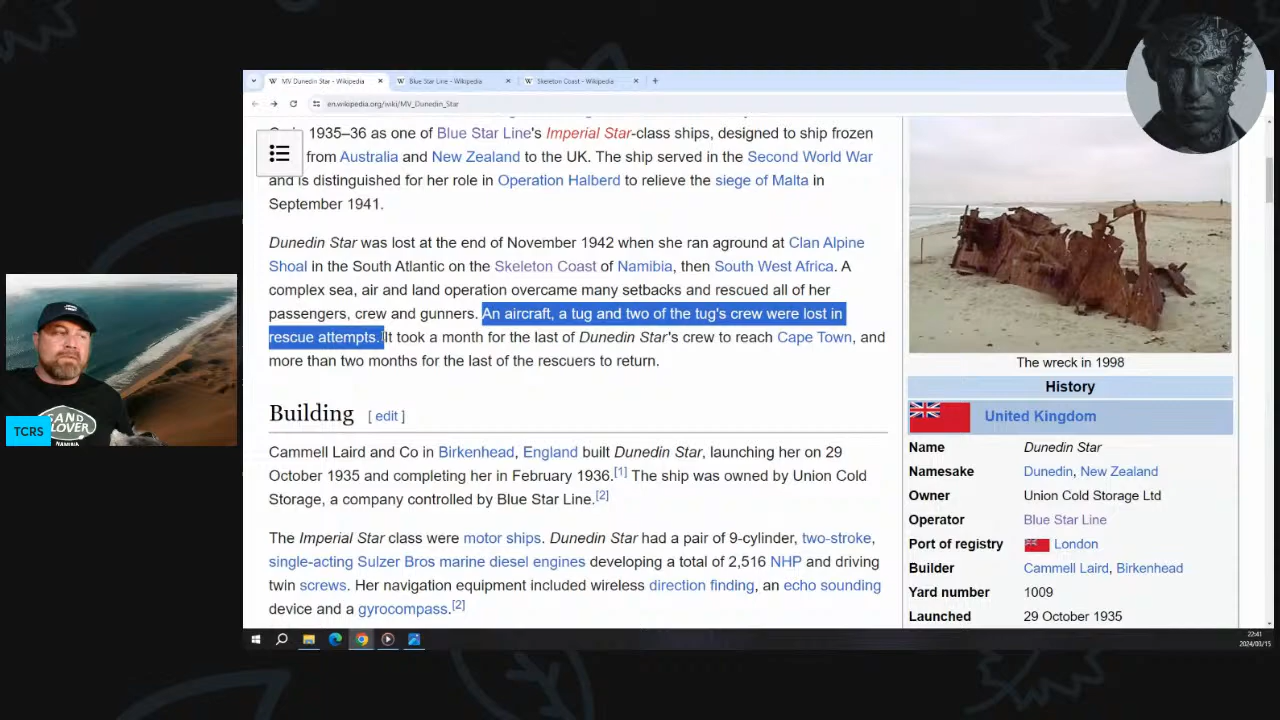 MV Dunedin Star - Wikipedia
Blue Star Line - Wikipedia
Skeleton Coast - Wikipedia
en.wikipedia.org/wiki/MV_Dunedin_Star
1935–36 as one of Blue Star Line's Imperial Star-class ships, designed to ship frozen
from Australia and New Zealand to the UK. The ship served in the Second World War
and is distinguished for her role in Operation Halberd to relieve the siege of Malta in
September 1941.
Dunedin Star was lost at the end of November 1942 when she ran aground at Clan Alpine
Shoal in the South Atlantic on the Skeleton Coast of Namibia, then South West Africa. A
complex sea, air and land operation overcame many setbacks and rescued all of her
passengers, crew and gunners. An aircraft, a tug and two of the tug's crew were lost in
rescue attempts. It took a month for the last of Dunedin Star's crew to reach Cape Town, and
more than two months for the last of the rescuers to return.
Building [ edit ]
Cammell Laird and Co in Birkenhead, England built Dunedin Star, launching her on 29
October 1935 and completing her in February 1936.[1] The ship was owned by Union Cold
Storage, a company controlled by Blue Star Line.[2]
The Imperial Star class were motor ships. Dunedin Star had a pair of 9-cylinder, two-stroke,
single-acting Sulzer Bros marine diesel engines developing a total of 2,516 NHP and driving
twin screws. Her navigation equipment included wireless direction finding, an echo sounding
device and a gyrocompass.[2]
The wreck in 1998
History
United Kingdom
Name Dunedin Star
Namesake Dunedin, New Zealand
Owner Union Cold Storage Ltd
Operator Blue Star Line
Port of registry London
Builder Cammell Laird, Birkenhead
Yard number 1009
Launched 29 October 1935
SAND
LOVER
NAMIBIA
TCRS
22:41